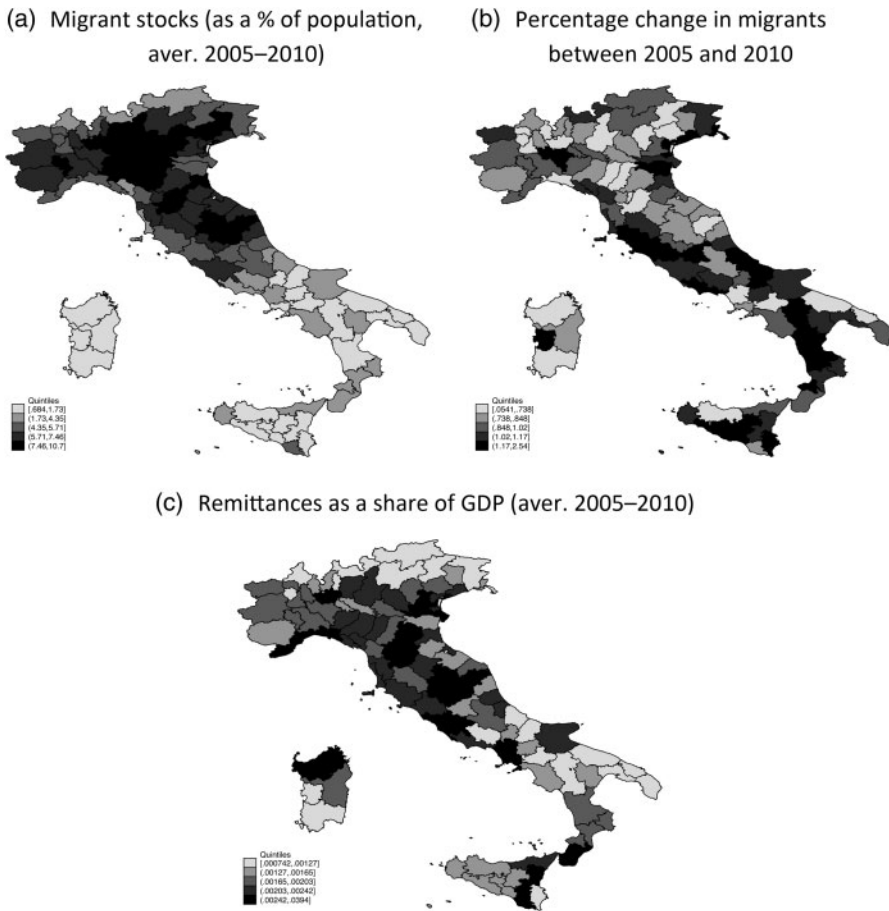 (a) Migrant stocks (as a % of population,
aver. 2005–2010)
(b) Percentage change in migrants
between 2005 and 2010
Quintiles
[.684,1.73]
(1.73,4.35]
(4.35,5.71]
(5.71,7.46]
(7.46,10.7]
Quintiles
[.0541,.738]
(.738,.848]
(.848,1.02]
(1.02,1.17]
(1.17,2.54]
(c) Remittances as a share of GDP (aver. 2005–2010)
Quintiles
[.000742,.00127]
(.00127,.00165]
(.00165,.00203]
(.00203,.00242]
(.00242,.0394]